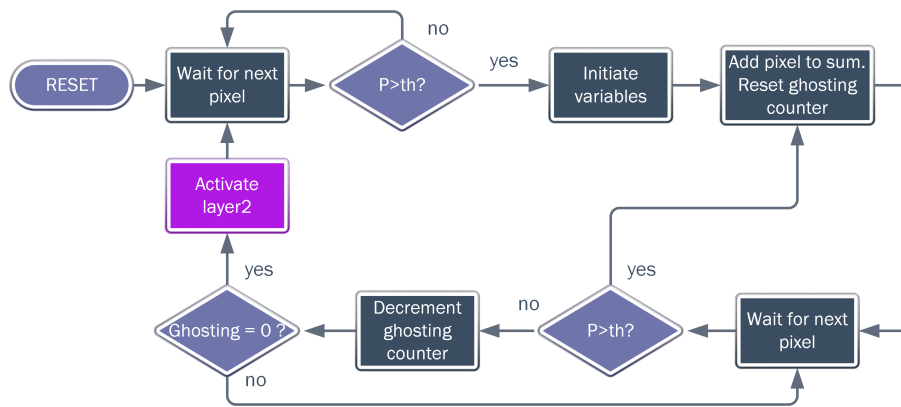 no
RESET
Wait for next
pixel
P>th?
yes
Initiate
variables
Add pixel to sum.
Reset ghosting
counter
Activate
layer2
yes
yes
no
Decrement
ghosting
counter
Ghosting = 0 ?
P>th?
Wait for next
pixel
no